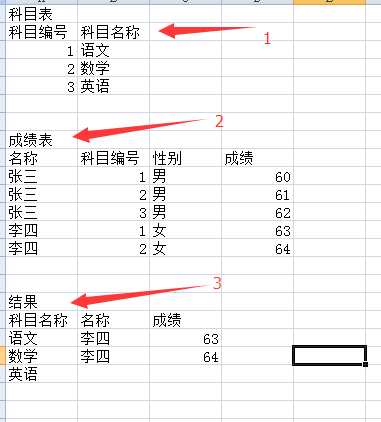 科目表
科目编号 科目名称
1
1 语文
2 数学
3 英语
2
成绩表
名称 科目编号 性别 成绩
张三 1 男 60
张三 2 男 61
张三 3 男 62
李四 1 女 63
李四 2 女 64
3
结果
科目名称 名称 成绩
语文 李四 63
数学 李四 64
英语